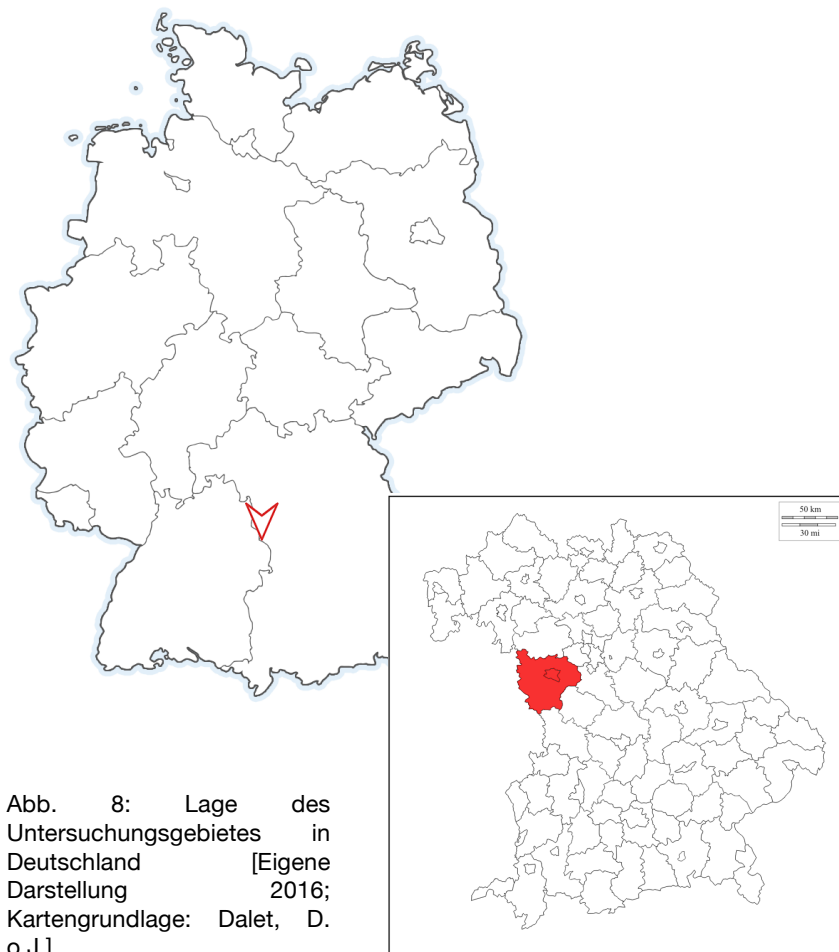 50 km
30 mi
Abb. 8: Lage des
Untersuchungsgebietes in
Deutschland [Eigene
Darstellung 2016;
Kartengrundlage: Dalet, D.
o.J.]